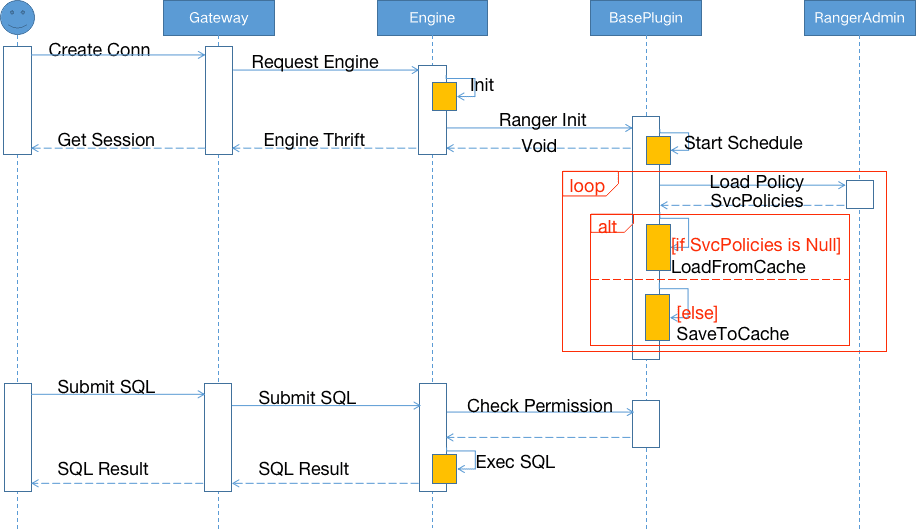 Gateway
Engine
BasePlugin
RangerAdmin
Create Conn
Request Engine
Init
Ranger Init
Get Session
Engine Thrift
Void
Start Schedule
loop
Load Policy
SvcPolicies
alt
[if SvcPolicies is Null]
LoadFromCache
[else]
SaveToCache
Submit SQL
Submit SQL
Check Permission
Exec SQL
SQL Result
SQL Result